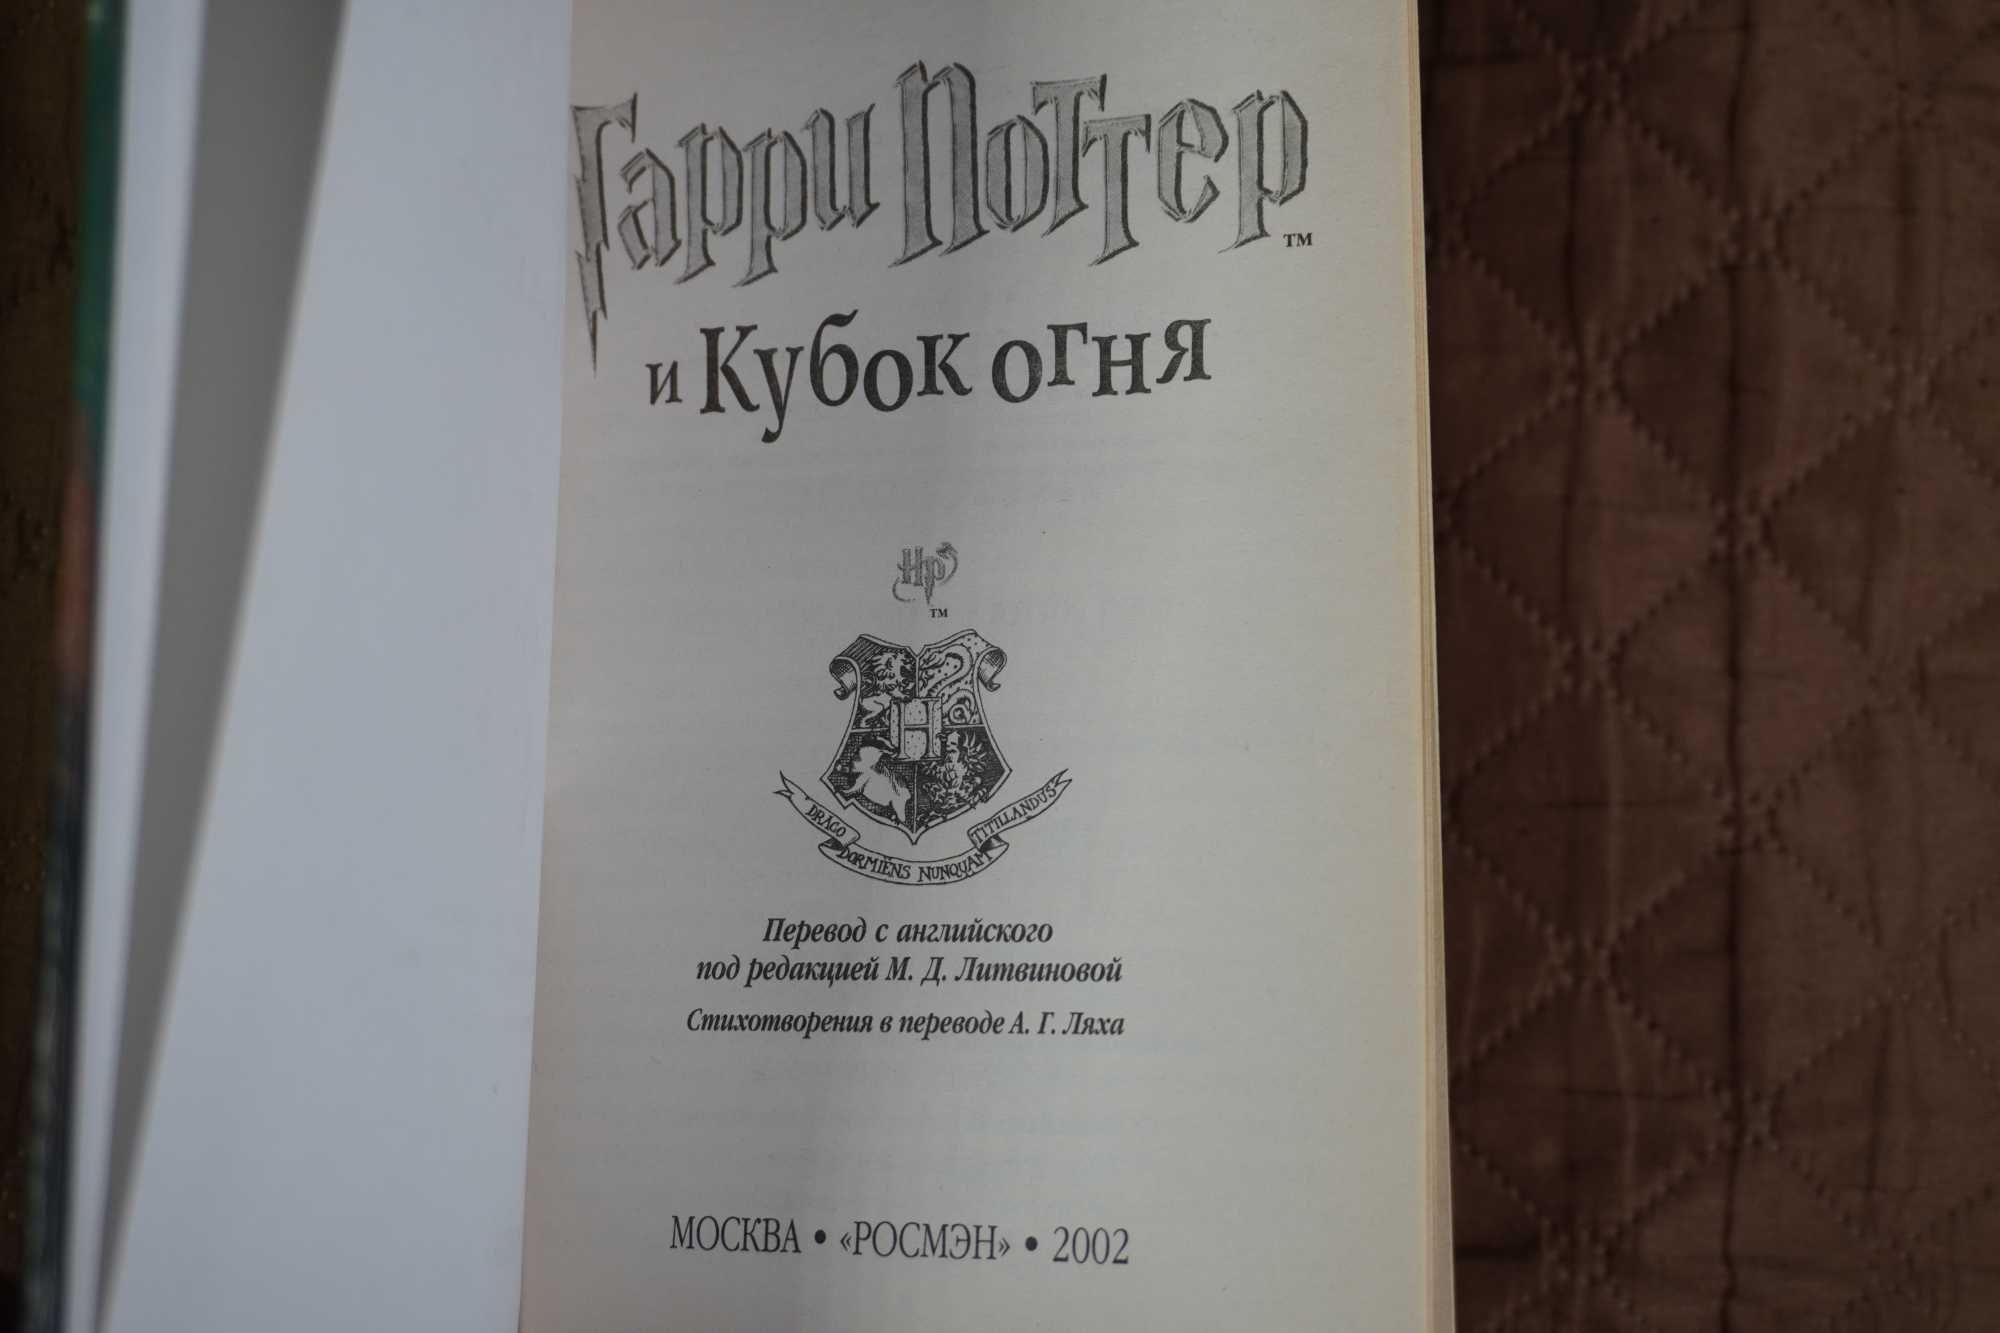 Гарри Поттер
™
и Кубок огня
HP
™
H
DRACO DORMIENS NUNQUAM TITILLANDUS
Перевод с английского
под редакцией М. Д. Литвиновой
Стихотворения в переводе А. Г. Ляха
МОСКВА • «РОСМЭН» • 2002